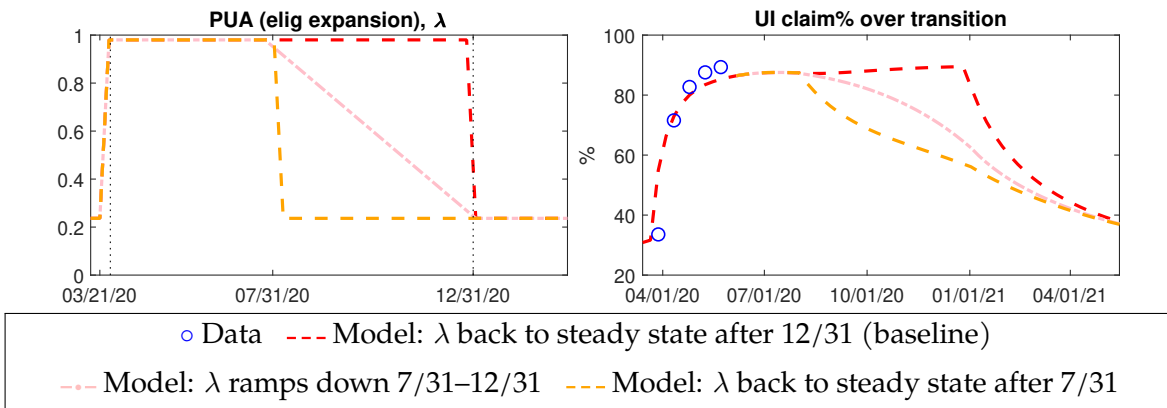 PUA (elig expansion), λ
1
0.8
0.6
0.4
0.2
0
03/21/20 07/31/20 12/31/20
UI claim% over transition
%
100
80
60
40
20
04/01/20 07/01/20 10/01/20 01/01/21 04/01/21
Data Model: λ back to steady state after 12/31 (baseline)
Model: λ ramps down 7/31–12/31 Model: λ back to steady state after 7/31